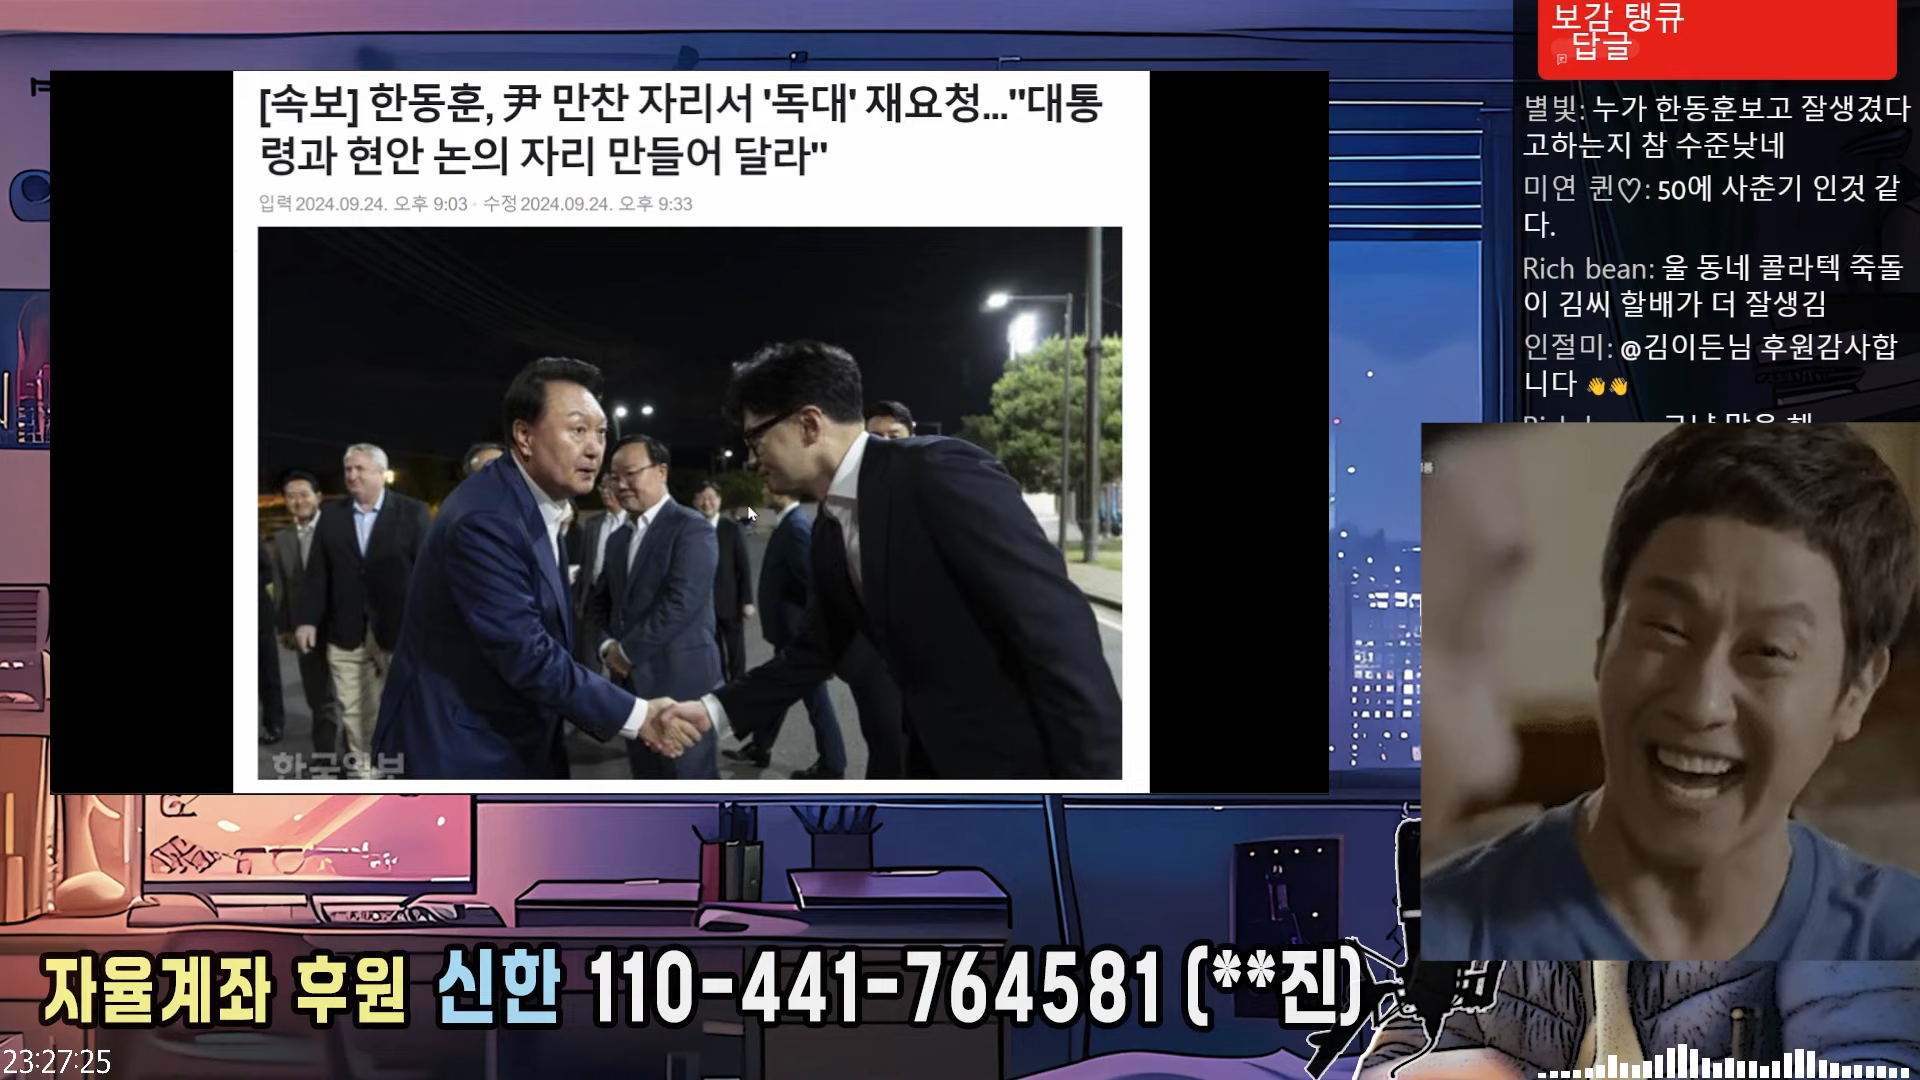 보감 탱큐
답글
[속보] 한동훈, 尹 만찬 자리서 '독대' 재요청..."대통
령과 현안 논의 자리 만들어 달라"
입력 2024.09.24. 오후 9:03 · 수정 2024.09.24. 오후 9:33
한국일보
별빛: 누가 한동훈보고 잘생겼다
고하는지 참 수준낮네
미연 퀸♡: 50에 사춘기 인것 같
다.
Rich bean: 울 동네 콜라텍 죽돌
이 김씨 할배가 더 잘생김
인절미: @김이든님 후원감사합
니다 👋👋
자율계좌 후원 신한 110-441-764581 (**진)
23:27:25